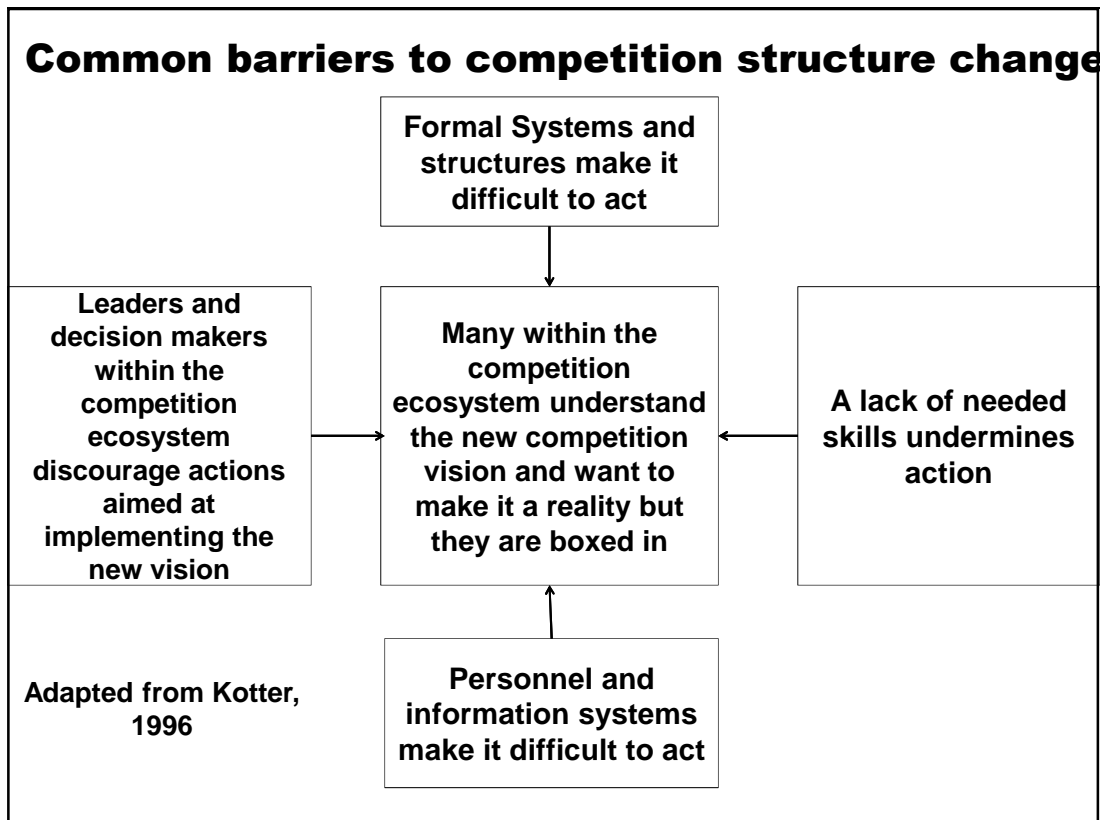 Common barriers to competition structure change
Formal Systems and
structures make it
difficult to act
Leaders and
decision makers
within the
competition
ecosystem
discourage actions
aimed at
implementing the
new vision
Many within the
competition
ecosystem understand
the new competition
vision and want to
make it a reality but
they are boxed in
A lack of needed
skills undermines
action
Personnel and
information systems
make it difficult to act
Adapted from Kotter,
1996